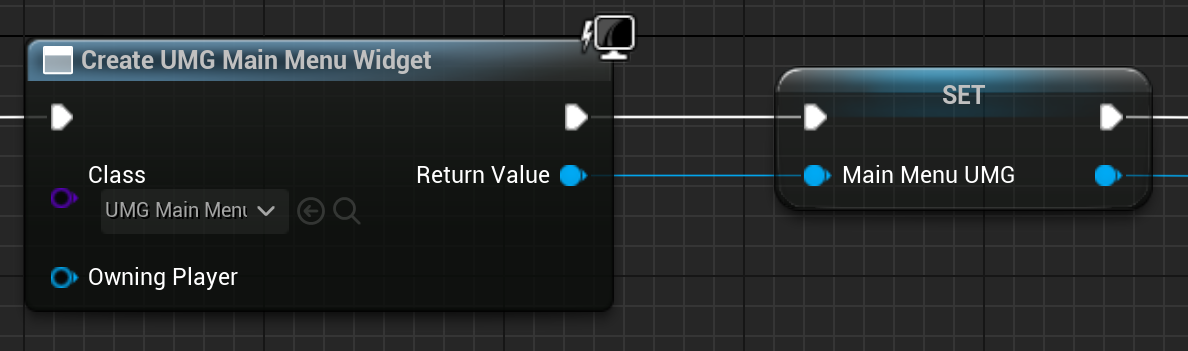 Create UMG Main Menu Widget
SET
Class
Return Value
Main Menu UMG
UMG Main Menu
Owning Player